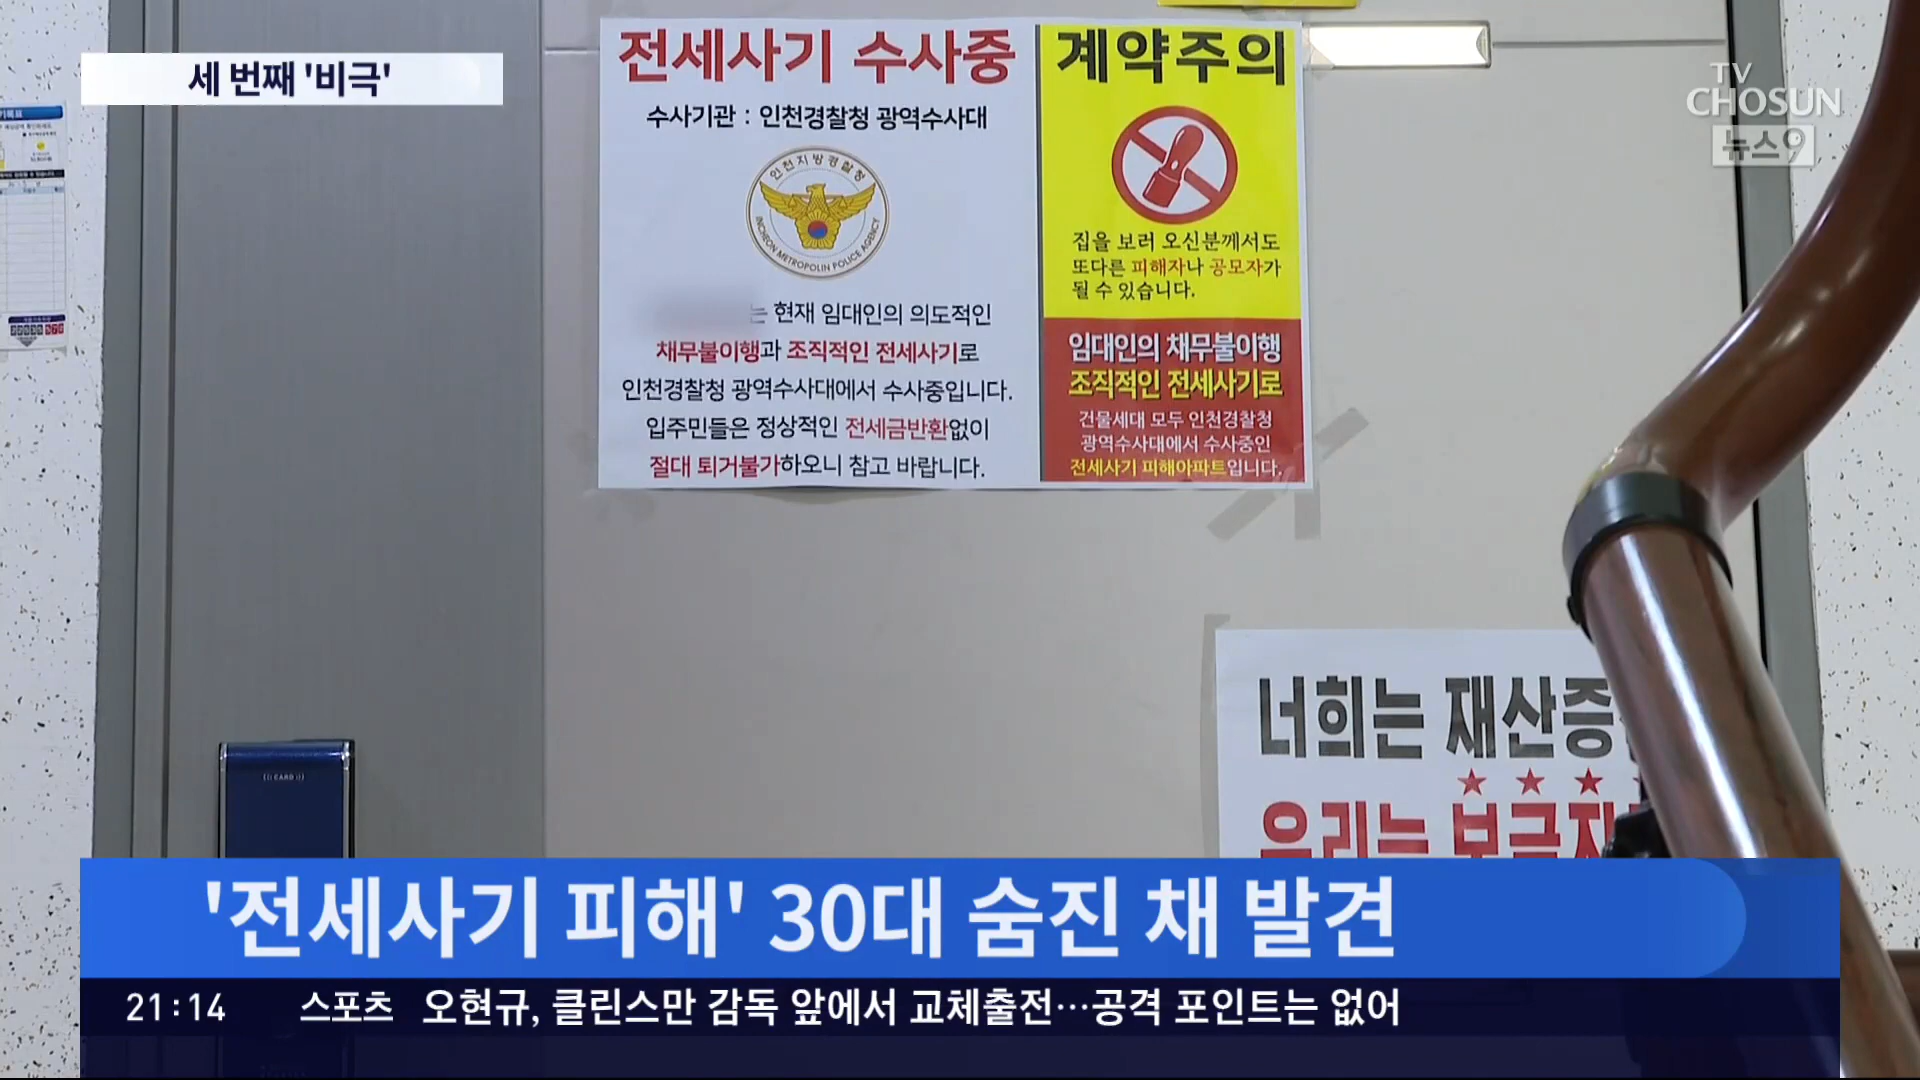 세 번째 '비극'
TV
CHOSUN
뉴스9
전세사기 수사중
수사기관 : 인천경찰청 광역수사대
인천지방경찰청
INCHEON METROPOLIN POLICE AGENCY
는 현재 임대인의 의도적인
채무불이행과 조직적인 전세사기로
인천경찰청 광역수사대에서 수사중입니다.
입주민들은 정상적인 전세금반환없이
절대 퇴거불가하오니 참고 바랍니다.
계약주의
집을 보러 오신분께서도
또다른 피해자나 공모자가
될 수 있습니다.
임대인의 채무불이행
조직적인 전세사기로
건물세대 모두 인천경찰청
광역수사대에서 수사중인
전세사기 피해아파트입니다.
너희는 재산증
우리는 보금자
CARD
'전세사기 피해' 30대 숨진 채 발견
21:14 스포츠 오현규, 클린스만 감독 앞에서 교체출전…공격 포인트는 없어